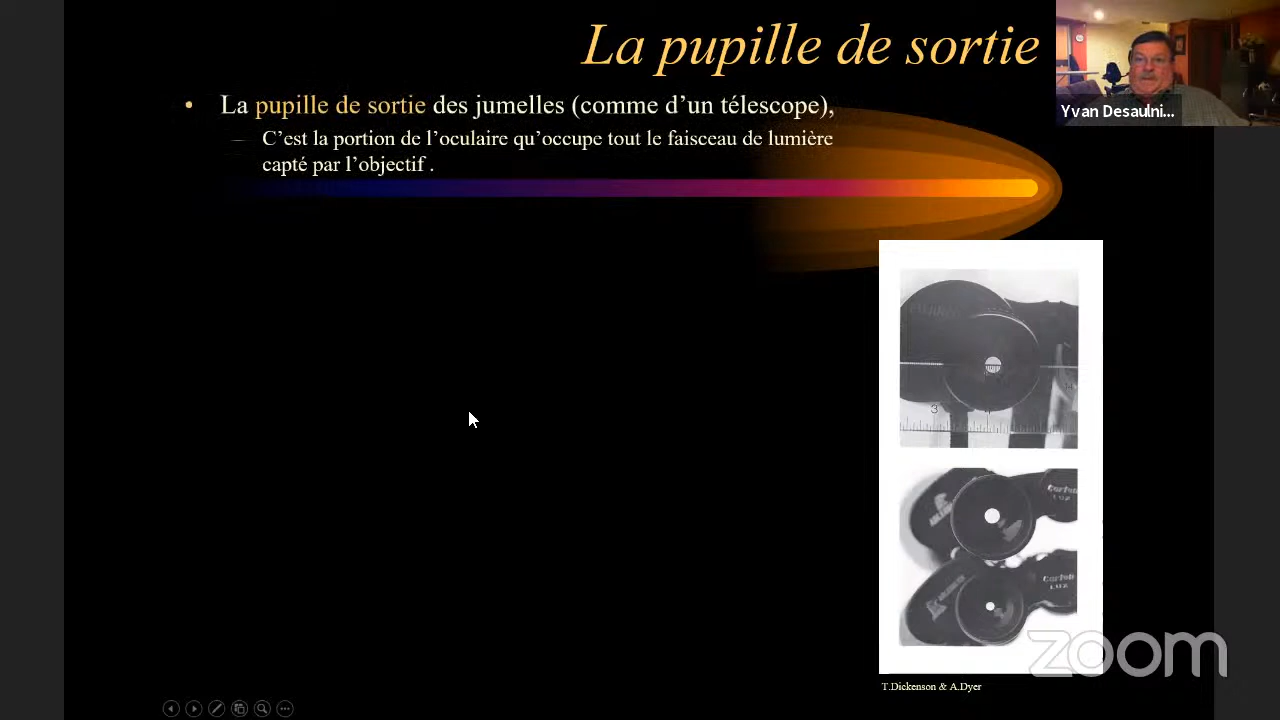 La pupille de sortie
Yvan Desaulni...
• La pupille de sortie des jumelles (comme d’un télescope),
– C’est la portion de l’oculaire qu’occupe tout le faisceau de lumière
capté par l’objectif .
3
zoom
T.Dickenson & A.Dyer